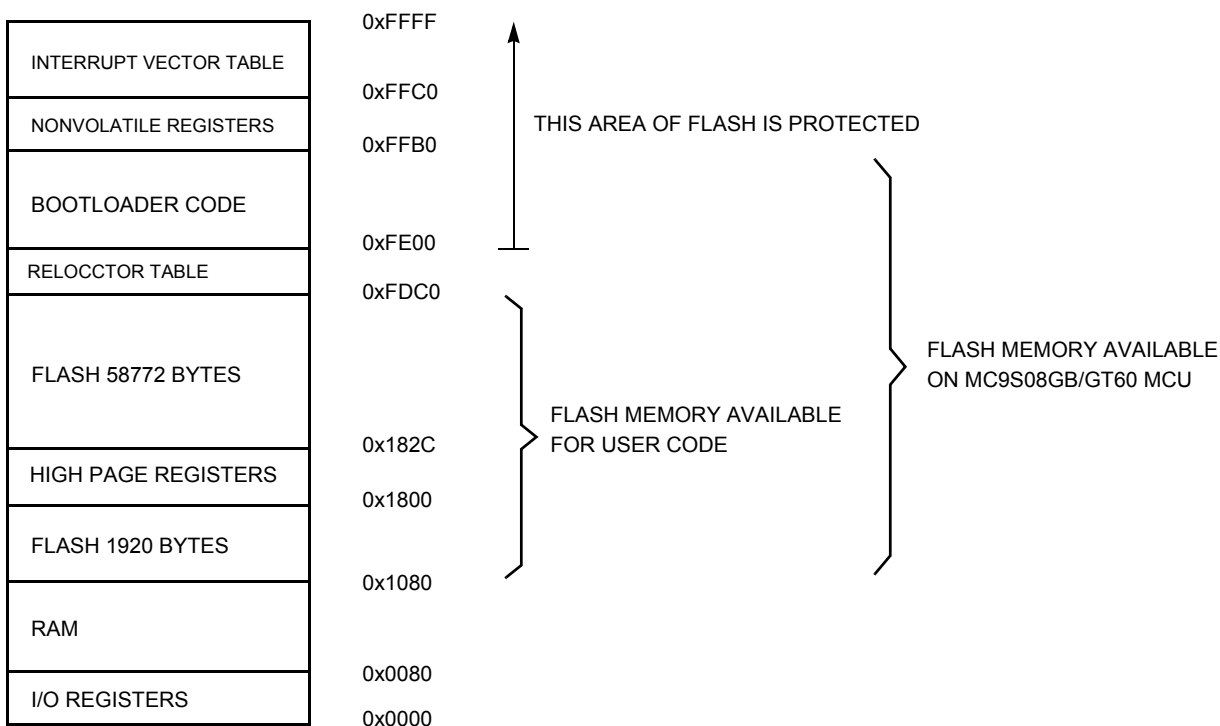 0xFFFF
INTERRUPT VECTOR TABLE
0xFFC0
NONVOLATILE REGISTERS
THIS AREA OF FLASH IS PROTECTED
0xFFB0
BOOTLOADER CODE
0xFE00
RELOCCTOR TABLE
0xFDC0
FLASH 58772 BYTES
FLASH MEMORY AVAILABLE
ON MC9S08GB/GT60 MCU
FLASH MEMORY AVAILABLE
FOR USER CODE
0x182C
HIGH PAGE REGISTERS
0x1800
FLASH 1920 BYTES
0x1080
RAM
0x0080
I/O REGISTERS
0x0000